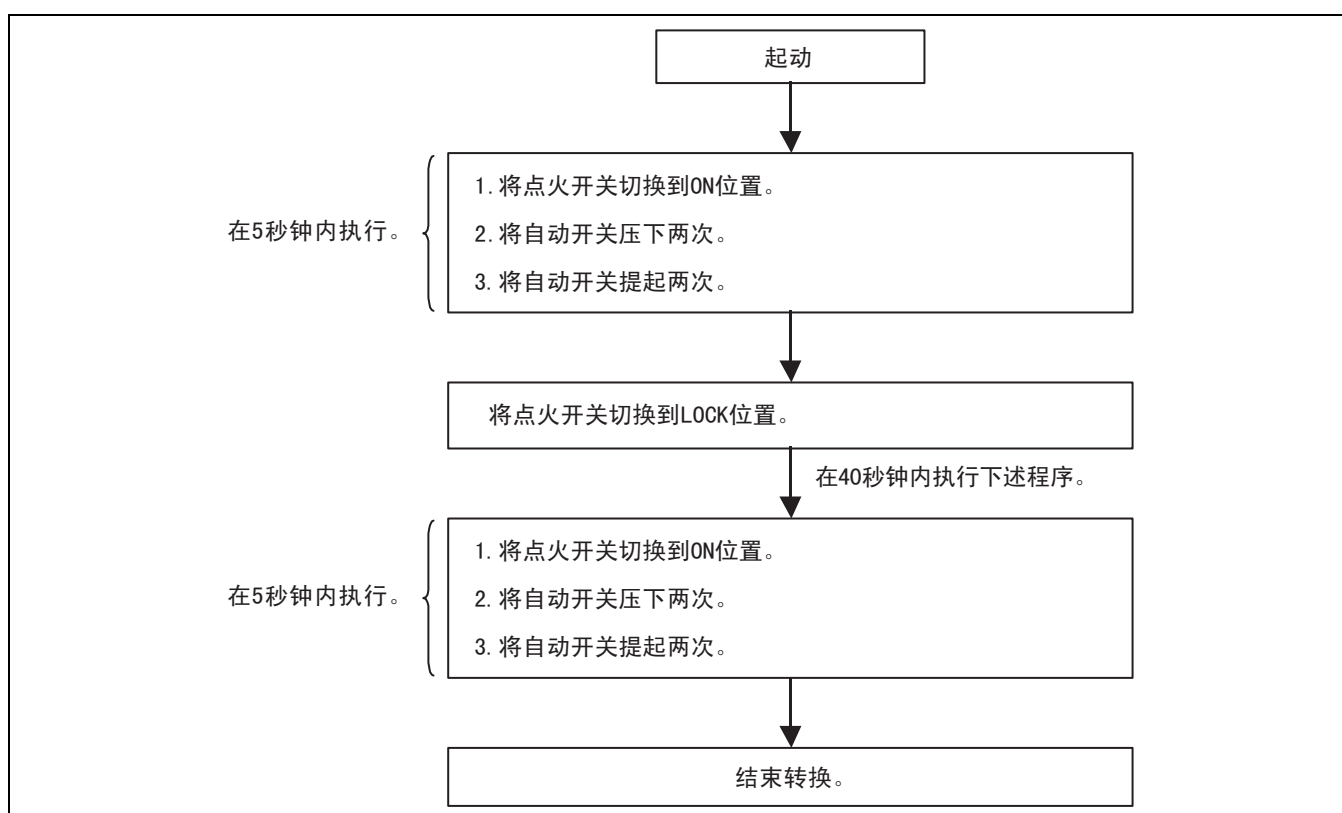 起动
在5秒钟内执行。
1.将点火开关切换到ON位置。
2.将自动开关压下两次。
3.将自动开关提起两次。
将点火开关切换到LOCK位置。
在40秒钟内执行下述程序。
在5秒钟内执行。
1.将点火开关切换到ON位置。
2.将自动开关压下两次。
3.将自动开关提起两次。
结束转换。